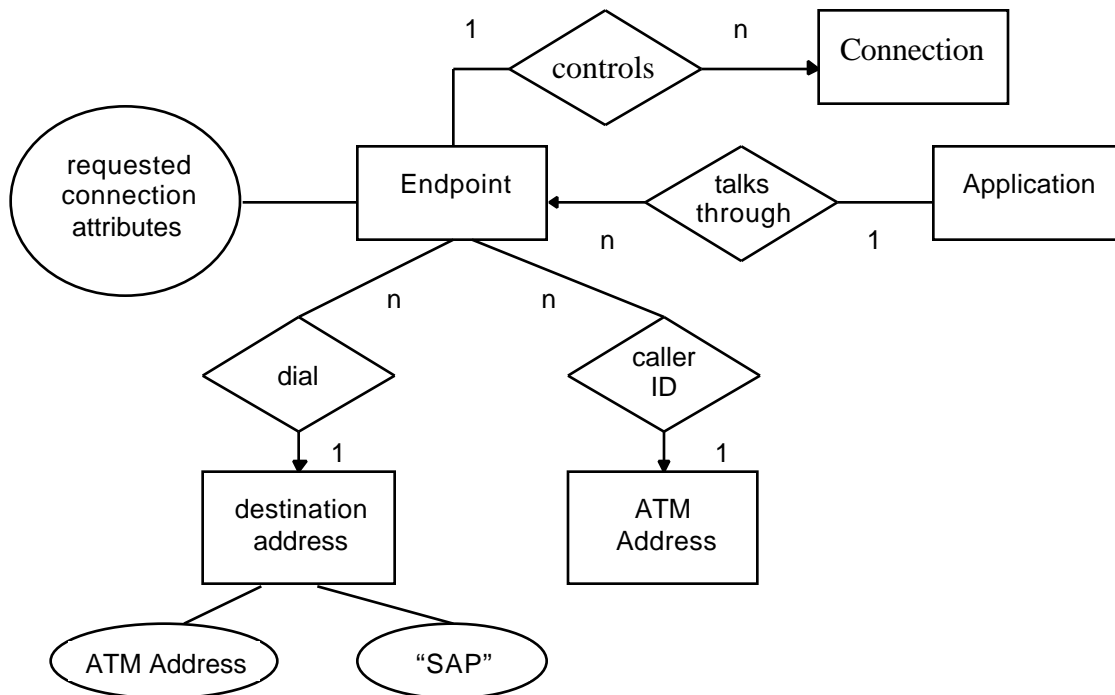 1
n
controls
Connection
requested
connection
attributes
Endpoint
talks
through
Application
n
1
n
n
dial
caller
ID
1
1
destination
address
ATM
Address
ATM Address
“SAP”